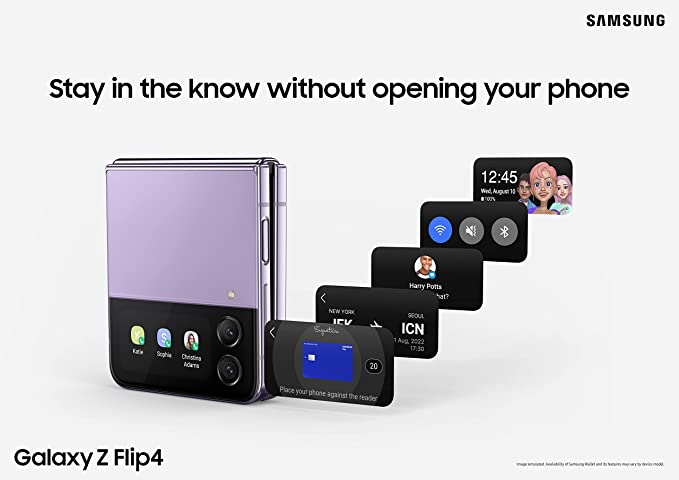 SAMSUNG
Stay in the know without opening your phone
12:45
Wed, August 10
100%
Harry Potts
hat?
NEW YORK
SEOUL
JFK
ICN
Aug, 2022
17:30
Signature
20
Place your phone against the reader
Katie
Sophia
Christina
Adams
Galaxy Z Flip4
Image simulated. Availability of Samsung Wallet and its features may vary by device model.